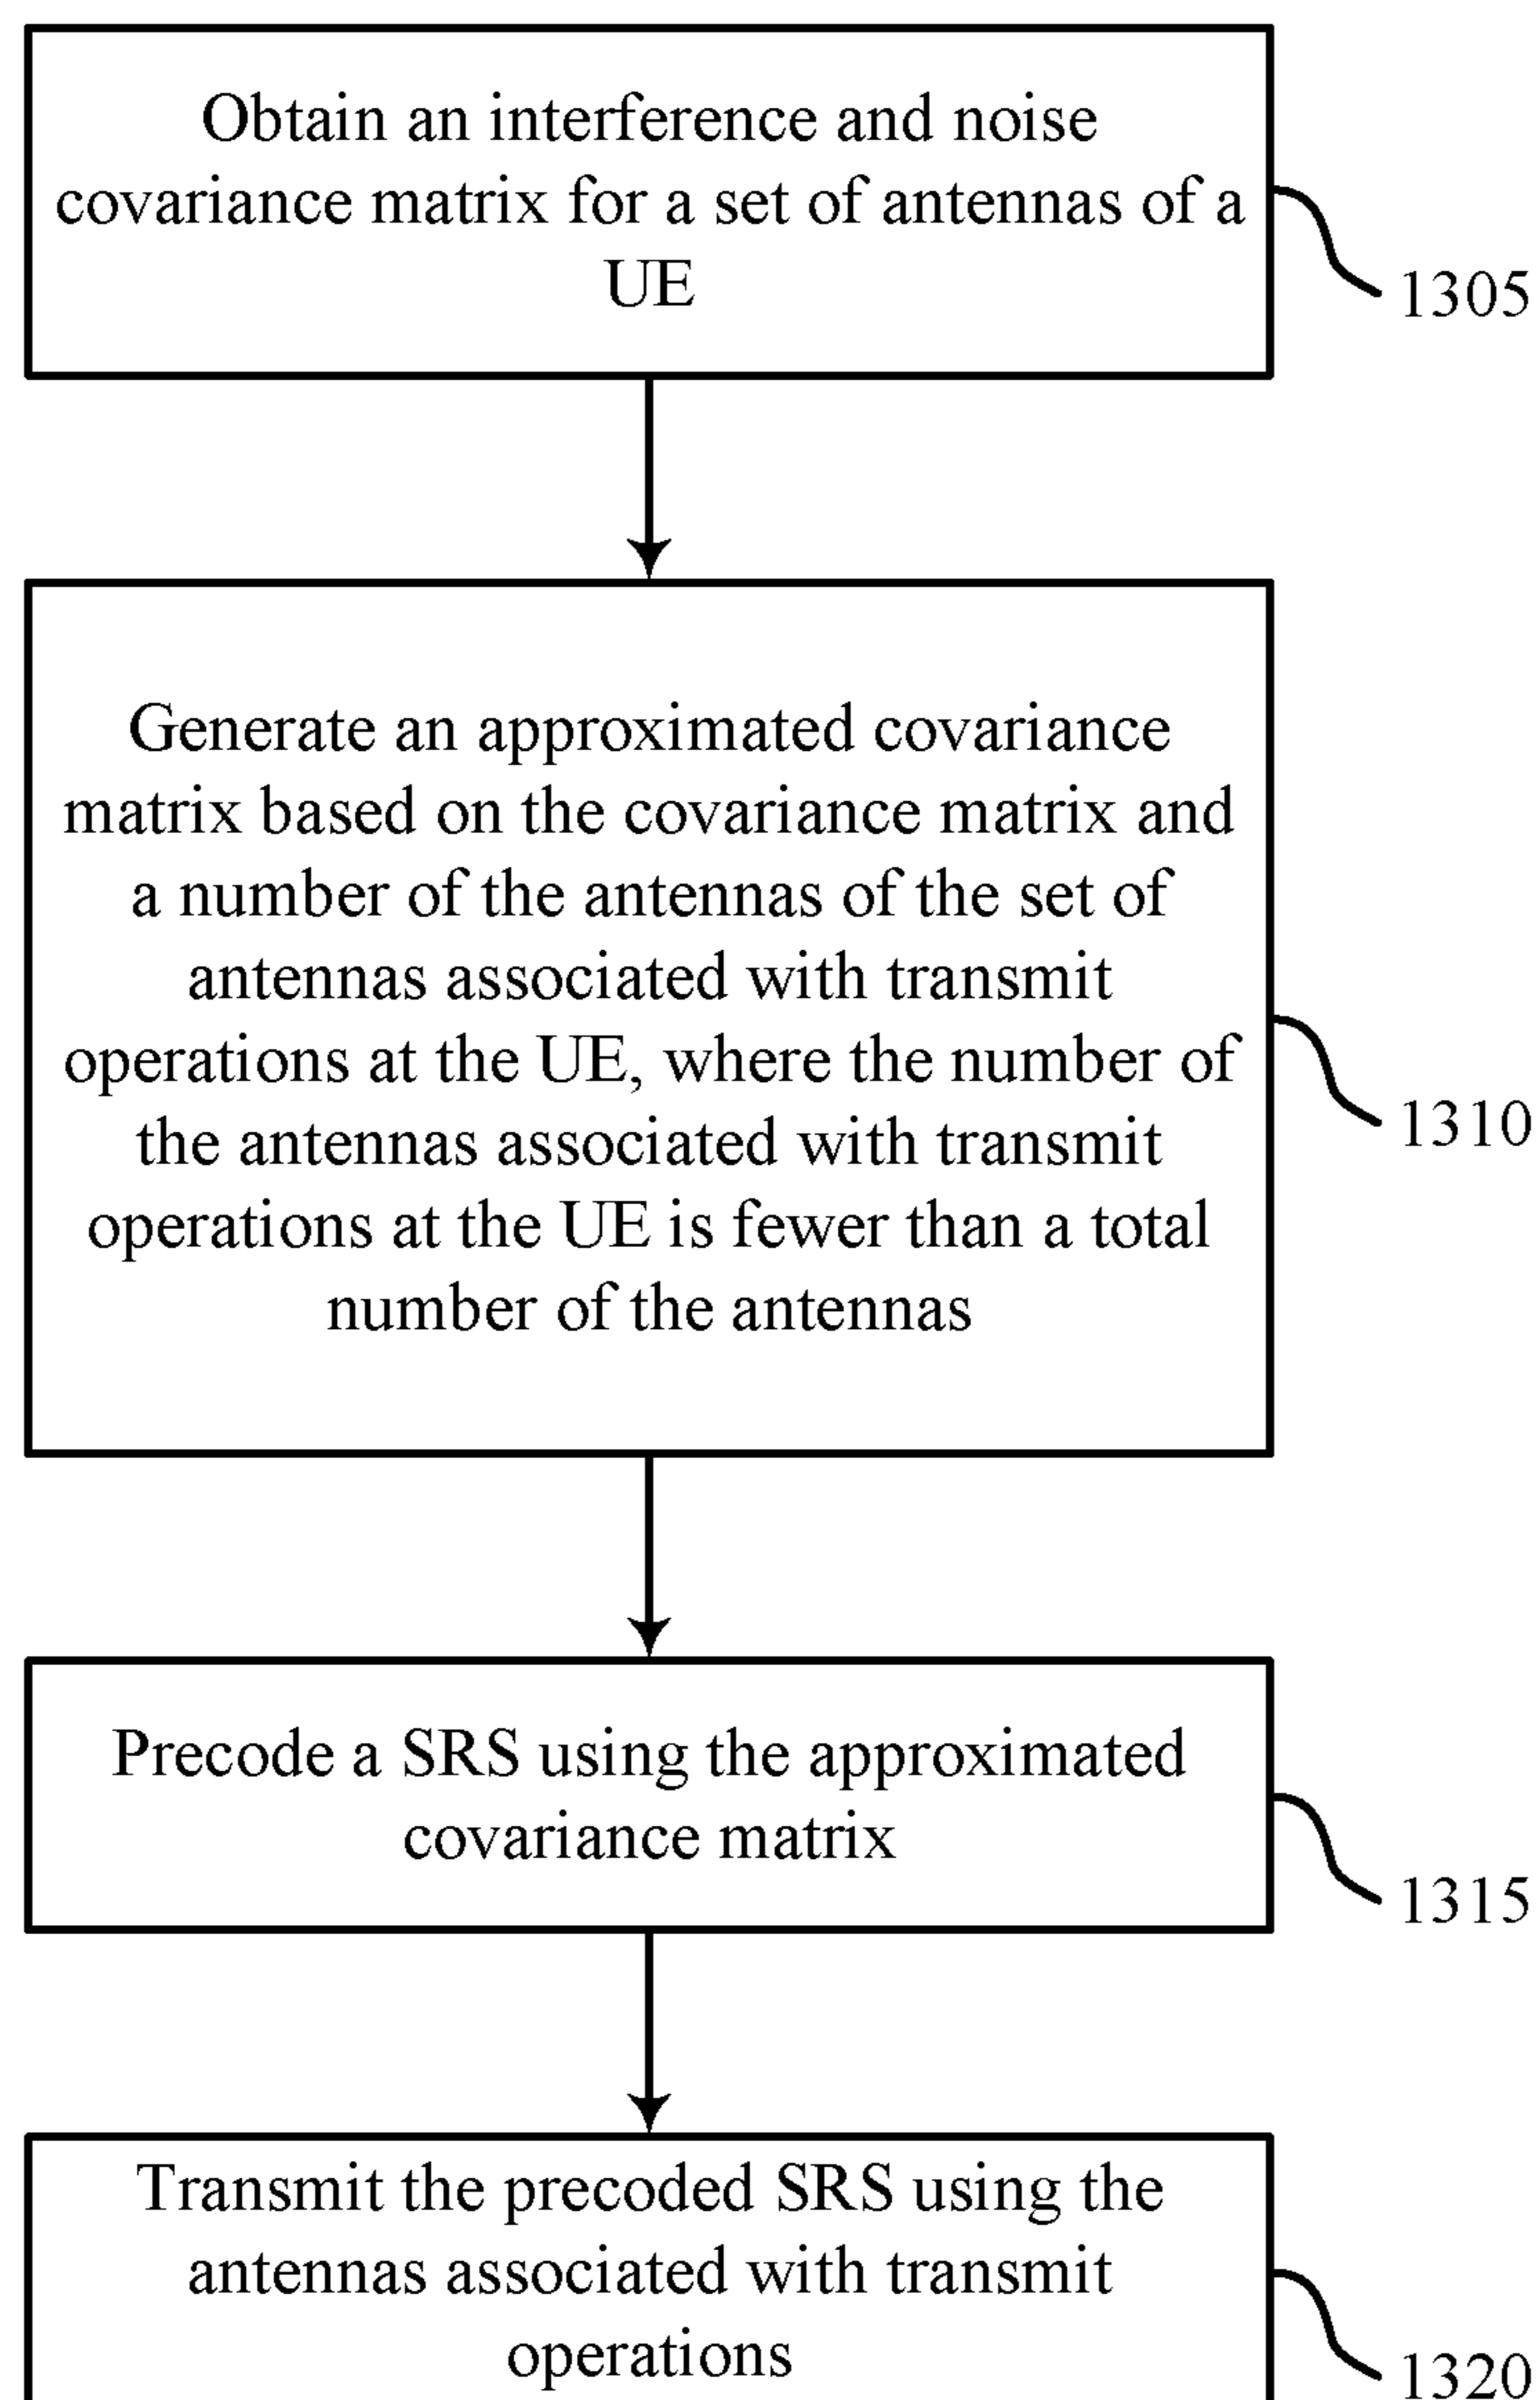 Obtain an interference and noise
covariance matrix for a set of antennas of a
UE
1305
Generate an approximated covariance
matrix based on the covariance matrix and
a number of the antennas of the set of
antennas associated with transmit
operations at the UE, where the number of
the antennas associated with transmit
operations at the UE is fewer than a total
number of the antennas
1310
Precode a SRS using the approximated
covariance matrix
1315
Transmit the precoded SRS using the
antennas associated with transmit
operations
1320